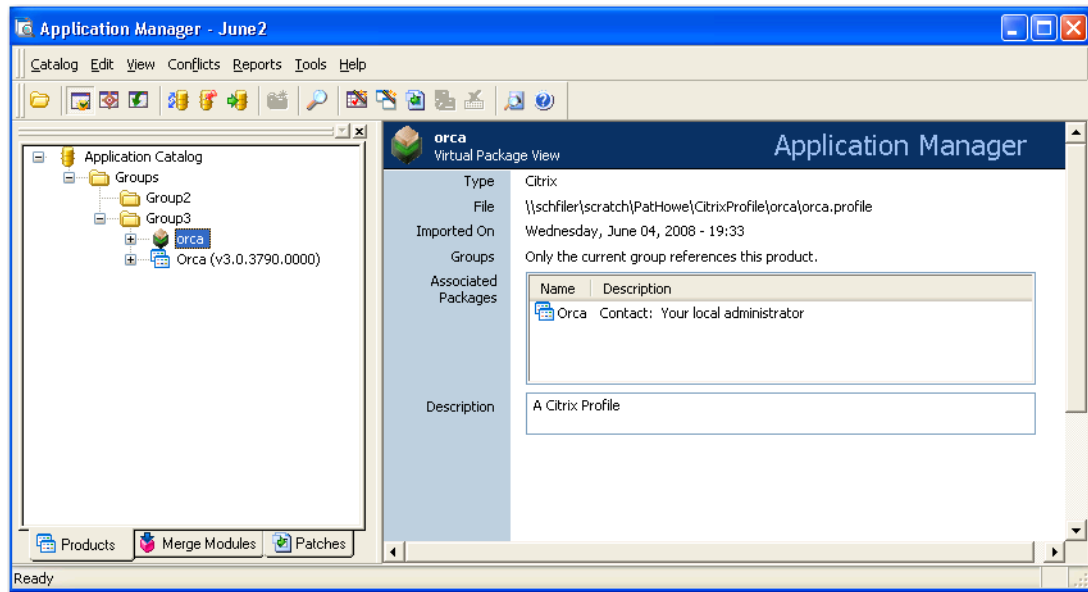 Application Manager - June2
Catalog Edit View Conflicts Reports Tools Help
Application Catalog
Groups
Group2
Group3
orca
Orca (v3.0.3790.0000)
Products Merge Modules Patches
orca
Virtual Package View
Application Manager
Type Citrix
File \\schfiler\scratch\PatHowe\CitrixProfile\orca\orca.profile
Imported On Wednesday, June 04, 2008 - 19:33
Groups Only the current group references this product.
Associated
Packages
Name Description
Orca Contact: Your local administrator
Description A Citrix Profile
Ready